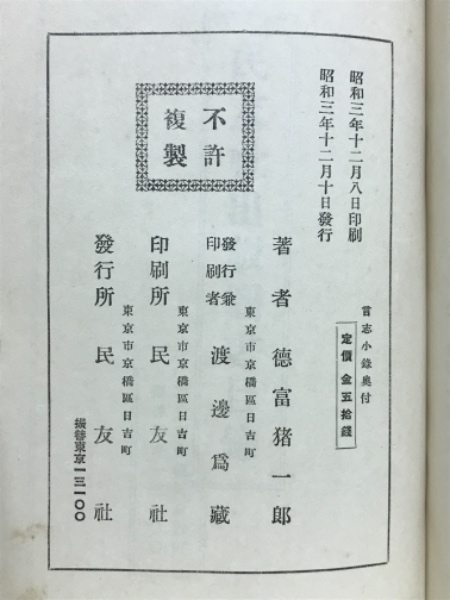 昭和三年十二月八日印刷
昭和三年十二月十日發行
言志小錄奥付
定價 金五拾錢
不許
複製
著者 德富猪一郎
東京市京橋區日吉町
發行兼
印刷者 渡邊爲藏
東京市京橋區日吉町
印刷所 民友社
東京市京橋區日吉町
發行所 民友社
振替東京一三一〇〇